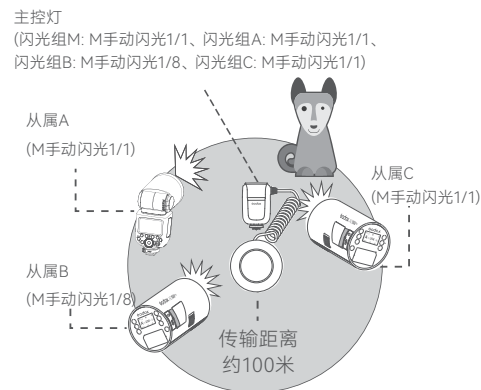 主控灯
(闪光组M: M手动闪光1/1、闪光组A: M手动闪光1/1、
闪光组B: M手动闪光1/8、闪光组C: M手动闪光1/1)
从属A
(M手动闪光1/1)
从属C
(M手动闪光1/1)
从属B
(M手动闪光1/8)
传输距离
约100米